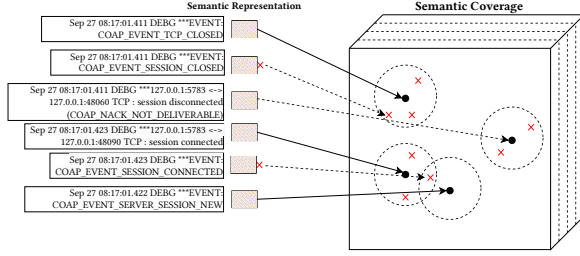 Semantic Representation
Semantic Coverage
Sep 27 08:17:01.411 DEBG ***EVENT:
COAP_EVENT_TCP_CLOSED
Sep 27 08:17:01.411 DEBG ***EVENT:
COAP_EVENT_SESSION_CLOSED
Sep 27 08:17:01.411 DEBG ***127.0.0.1:5783 <->
127.0.0.1:48060 TCP : session disconnected
(COAP_NACK_NOT_DELIVERABLE)
Sep 27 08:17:01.423 DEBG ***127.0.0.1:5783 <->
127.0.0.1:48090 TCP : session connected
Sep 27 08:17:01.423 DEBG ***EVENT:
COAP_EVENT_SESSION_CONNECTED
Sep 27 08:17:01.422 DEBG ***EVENT:
COAP_EVENT_SERVER_SESSION_NEW